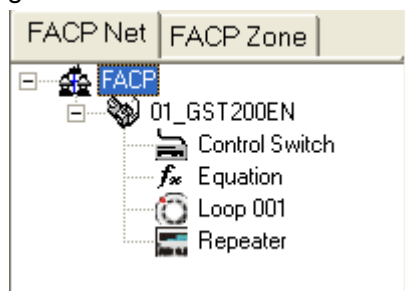 FACP Net FACP Zone
FACP
01_GST200EN
Control Switch
Equation
Loop 001
Repeater